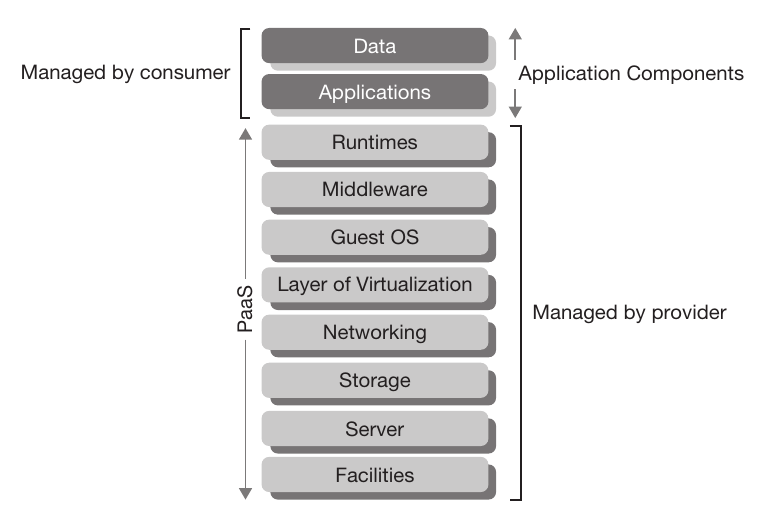 Data
Managed by consumer
Application Components
Applications
Runtimes
Middleware
Guest OS
Layer of Virtualization
PaaS
Managed by provider
Networking
Storage
Server
Facilities